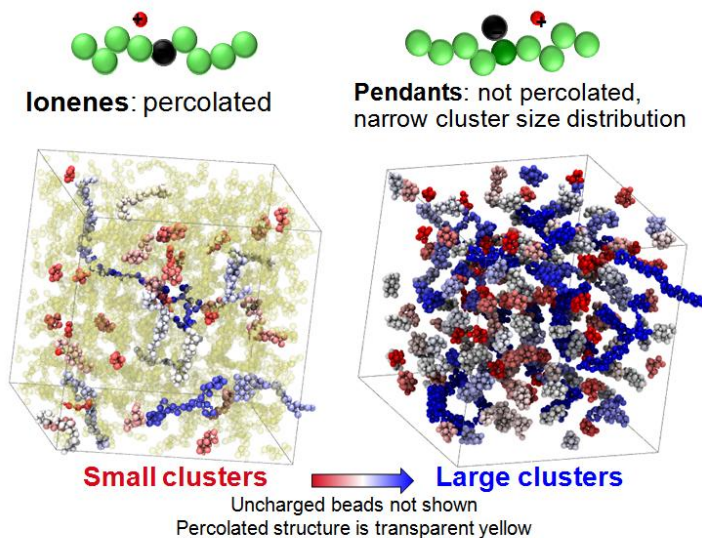 +
+
Ionenes: percolated
Pendants: not percolated,
narrow cluster size distribution
Small clusters
Large clusters
Uncharged beads not shown
Percolated structure is transparent yellow